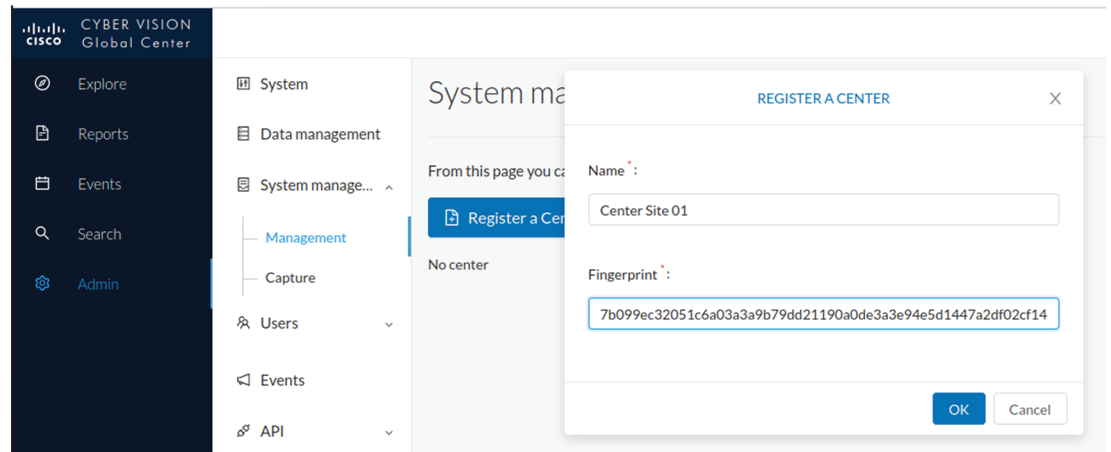 CYBER VISION
Global Center
CISCO
Explore
Reports
Events
Search
Admin
System
Data management
System manage...
Management
Capture
Users
Events
API
System ma
From this page you ca
Register a Cen
No center
REGISTER A CENTER
Name * :
Center Site 01
Fingerprint * :
7b099ec32051c6a03a3a9b79dd21190a0de3a3e94e5d1447a2df02cf14
OK
Cancel